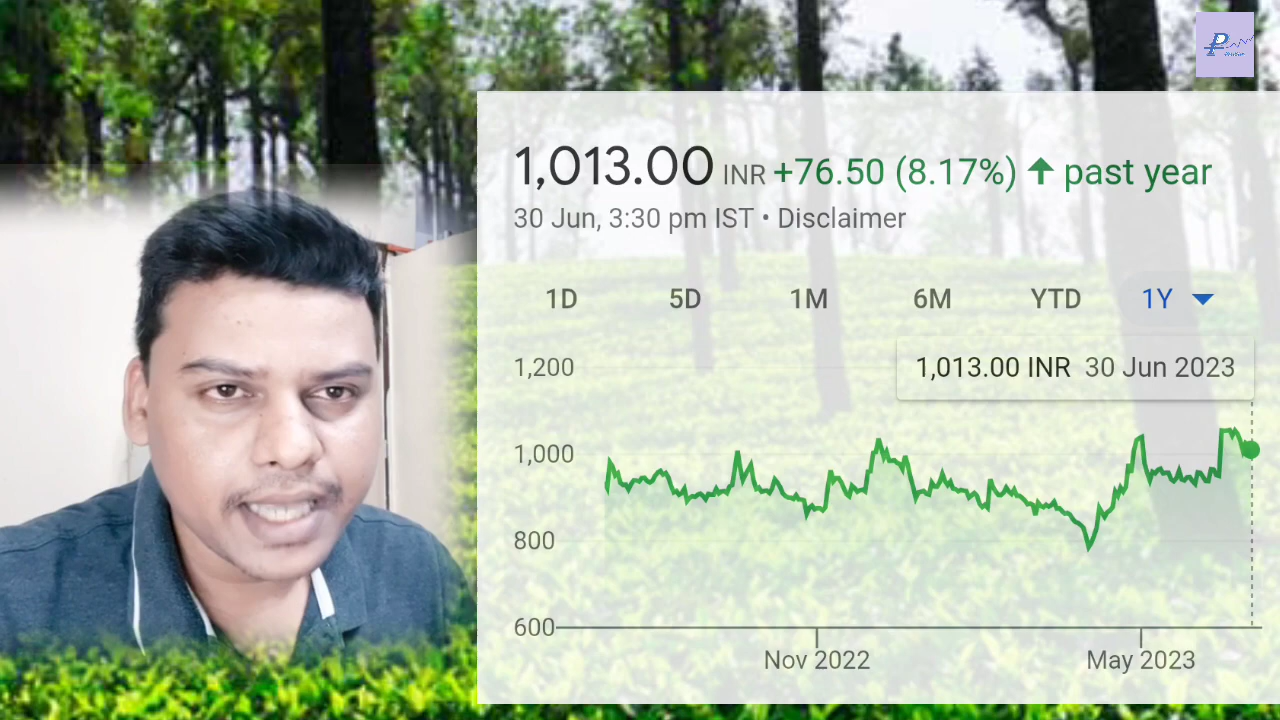 1,013.00 INR +76.50 (8.17%) ↑ past year
30 Jun, 3:30 pm IST • Disclaimer
1D 5D 1M 6M YTD 1Y
1,013.00 INR 30 Jun 2023
1,200
1,000
800
600
Nov 2022 May 2023